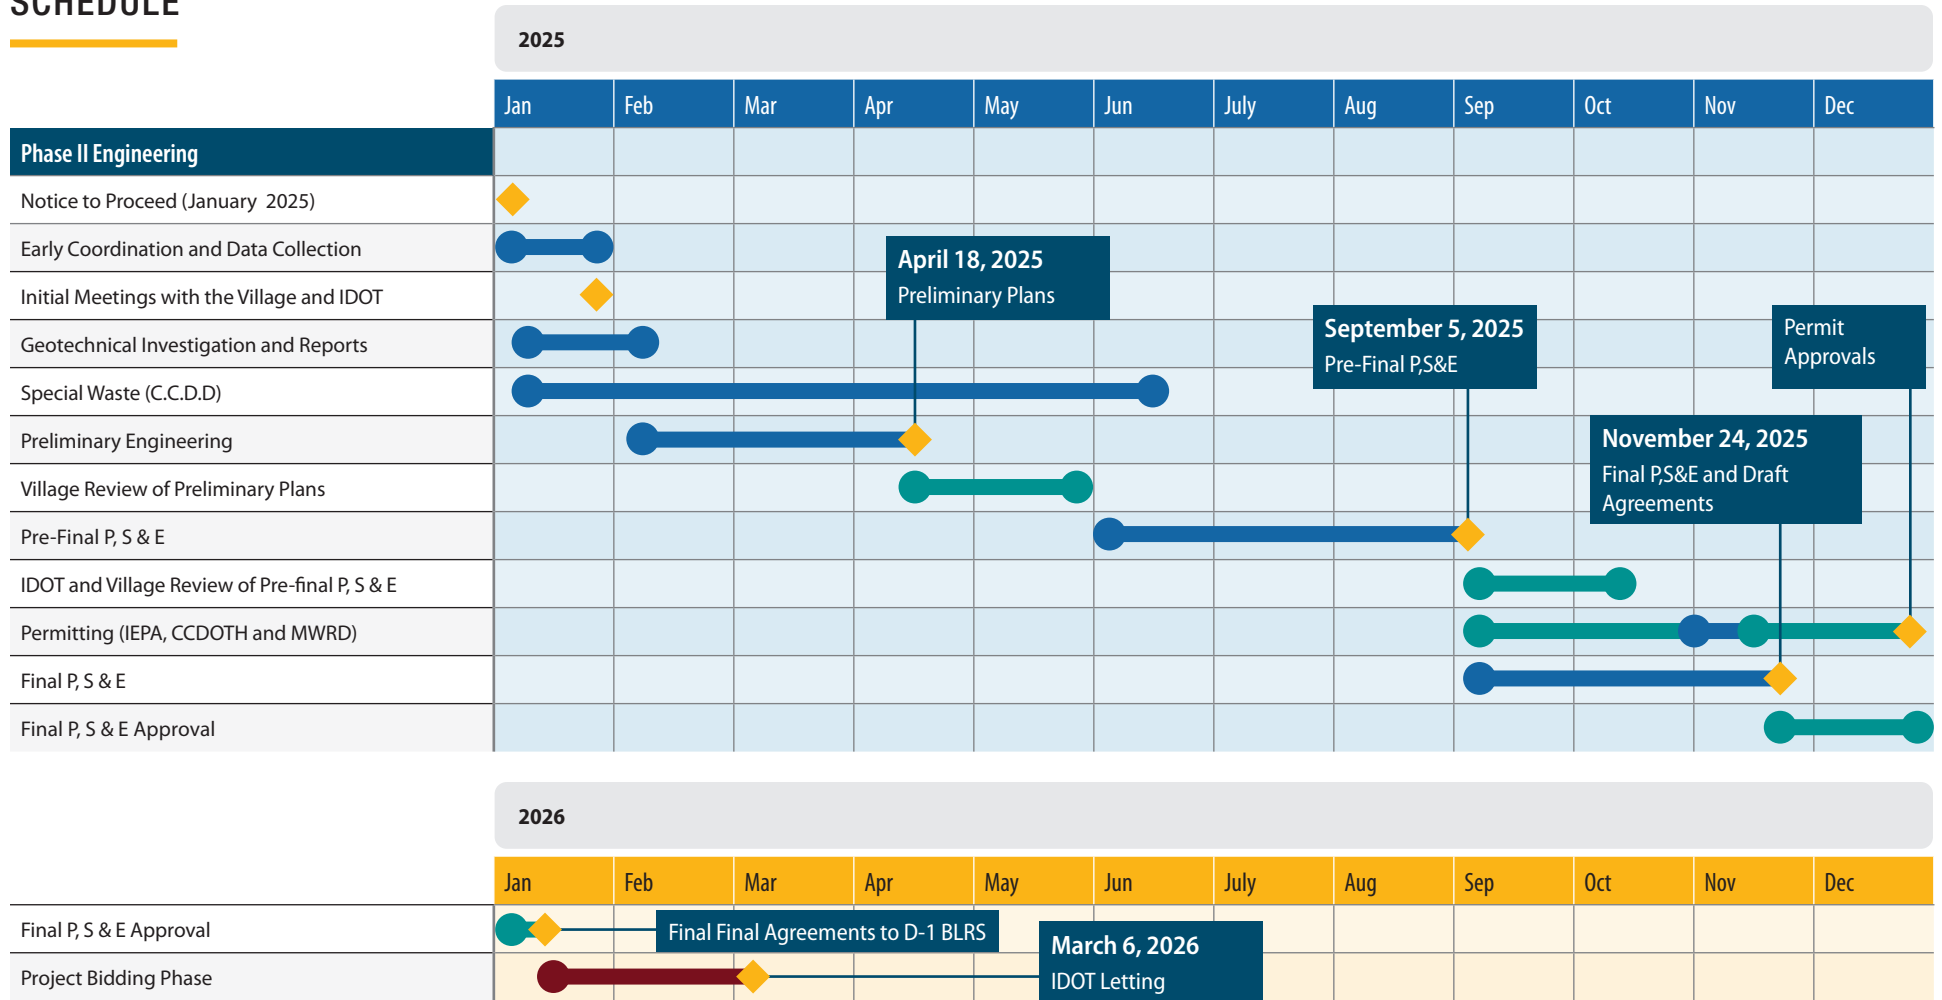 SCHEDULE
2025
Jan Feb Mar Apr May Jun July Aug Sep Oct Nov Dec
Phase II Engineering
Notice to Proceed (January 2025)
Early Coordination and Data Collection
April 18, 2025
Preliminary Plans
Initial Meetings with the Village and IDOT
September 5, 2025
Pre-Final P,S&E
Permit
Approvals
Geotechnical Investigation and Reports
Special Waste (C.C.D.D)
Preliminary Engineering
November 24, 2025
Final P,S&E and Draft
Agreements
Village Review of Preliminary Plans
Pre-Final P, S & E
IDOT and Village Review of Pre-final P, S & E
Permitting (IEPA, CCDOTH and MWRD)
Final P, S & E
Final P, S & E Approval
2026
Jan Feb Mar Apr May Jun July Aug Sep Oct Nov Dec
Final P, S & E Approval
Final Final Agreements to D-1 BLRS
March 6, 2026
IDOT Letting
Project Bidding Phase